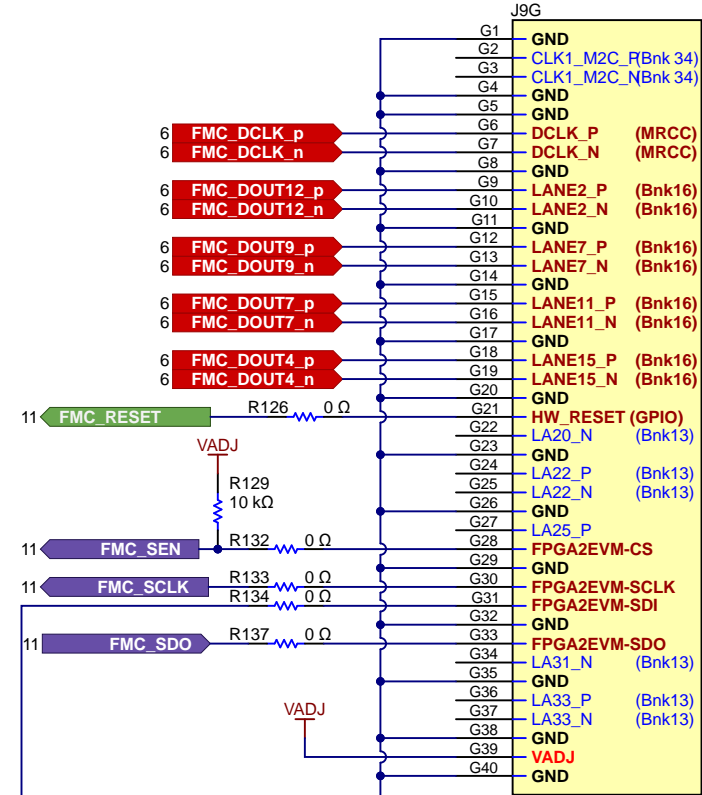 J9G
G1 GND
G2 CLK1_M2C_P(Bnk 34)
G3 CLK1_M2C_N(Bnk 34)
G4 GND
G5 GND
6 FMC_DCLK_p G6 DCLK_P (MRCC)
6 FMC_DCLK_n G7 DCLK_N (MRCC)
G8 GND
6 FMC_DOUT12_p G9 LANE2_P (Bnk16)
6 FMC_DOUT12_n G10 LANE2_N (Bnk16)
G11 GND
6 FMC_DOUT9_p G12 LANE7_P (Bnk16)
6 FMC_DOUT9_n G13 LANE7_N (Bnk16)
G14 GND
6 FMC_DOUT7_p G15 LANE11_P (Bnk16)
6 FMC_DOUT7_n G16 LANE11_N (Bnk16)
G17 GND
6 FMC_DOUT4_p G18 LANE15_P (Bnk16)
6 FMC_DOUT4_n G19 LANE15_N (Bnk16)
G20 GND
11 FMC_RESET R126 0 Ω G21 HW_RESET (GPIO)
G22 LA20_N (Bnk13)
VADJ G23 GND
G24 LA22_P (Bnk13)
R129 G25 LA22_N (Bnk13)
10 kΩ G26 GND
G27 LA25_P
11 FMC_SEN R132 0 Ω G28 FPGA2EVM-CS
G29 GND
11 FMC_SCLK R133 0 Ω G30 FPGA2EVM-SCLK
R134 0 Ω G31 FPGA2EVM-SDI
G32 GND
11 FMC_SDO R137 0 Ω G33 FPGA2EVM-SDO
G34 LA31_N (Bnk13)
G35 GND
G36 LA33_P (Bnk13)
VADJ G37 LA33_N (Bnk13)
G38 GND
G39 VADJ
G40 GND